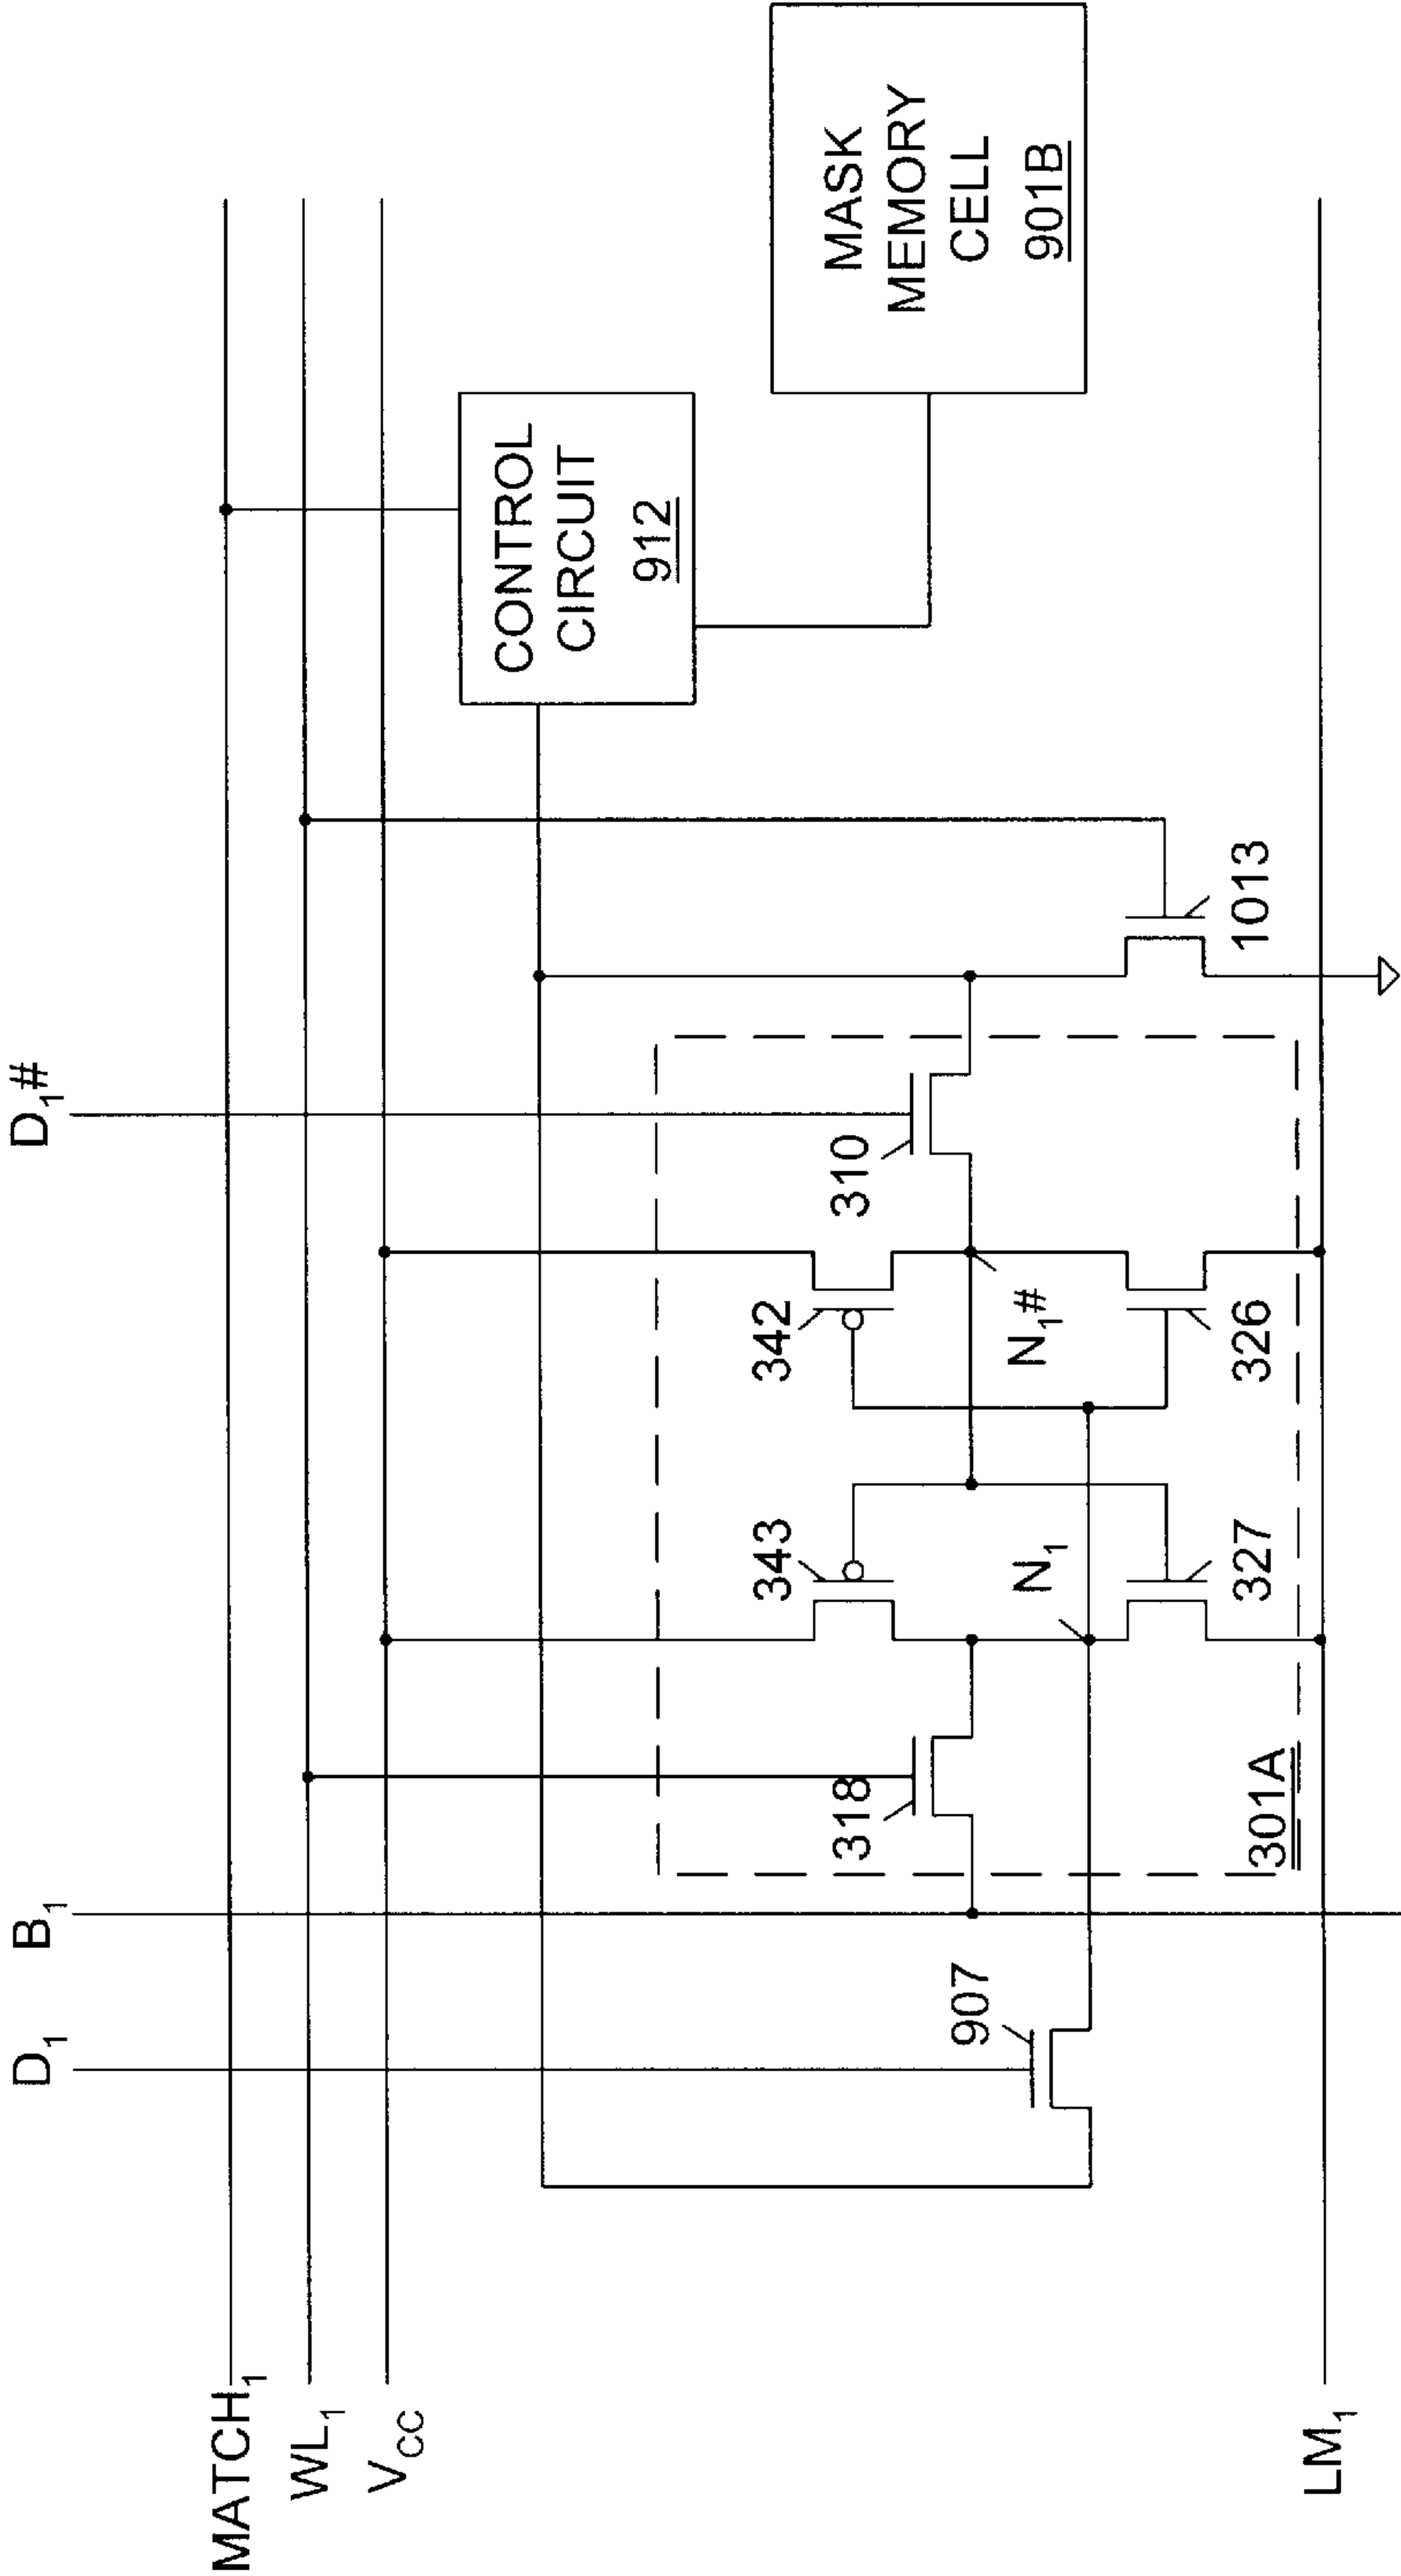 D₁
B₁
D₁#
MATCH₁
WL₁
V_CC
CONTROL
CIRCUIT
912
MASK
MEMORY
CELL
901B
343
342
310
318
907
N₁
N₁#
327
326
1013
301A
LM₁